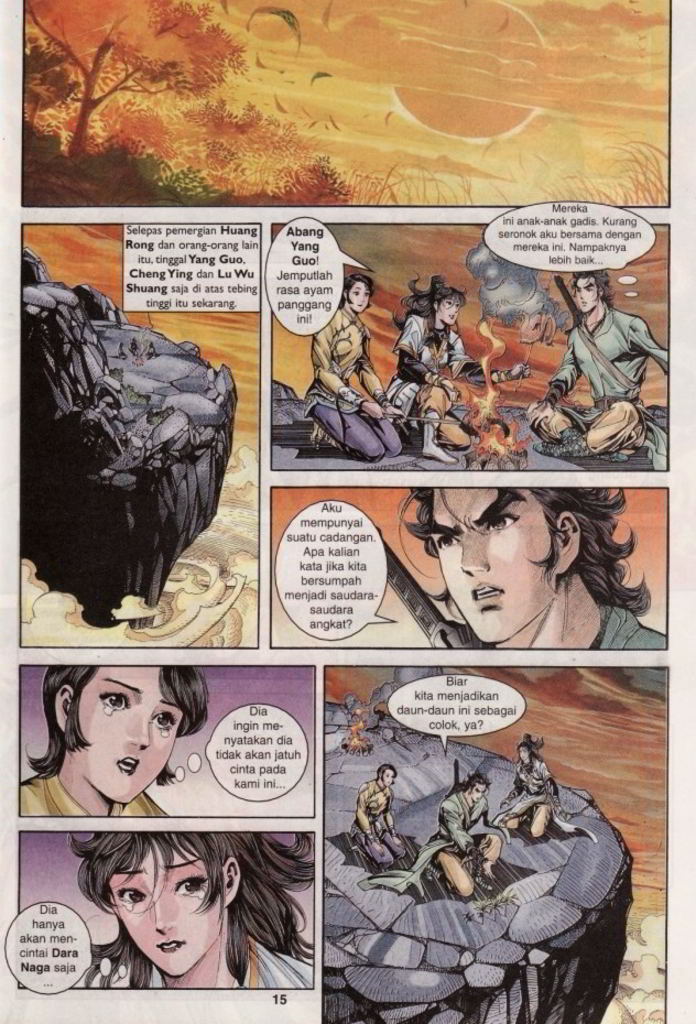 Selepas pemergian Huang
Rong dan orang-orang lain
itu, tinggal Yang Guo,
Cheng Ying dan Lu Wu
Shuang saja di atas tebing
tinggi itu sekarang.
Abang
Yang
Guo!
Jemputlah
rasa ayam
panggang
ini!
Mereka
ini anak-anak gadis. Kurang
seronok aku bersama dengan
mereka ini. Nampaknya
lebih baik...
Aku
mempunyai
suatu cadangan.
Apa kalian
kata jika kita
bersumpah
menjadi saudara-
saudara
angkat?
Dia
ingin me-
nyatakan dia
tidak akan jatuh
cinta pada
kami ini...
Dia
hanya
akan men-
cintai Dara
Naga saja
...
Biar
kita menjadikan
daun-daun ini sebagai
colok, ya?
15